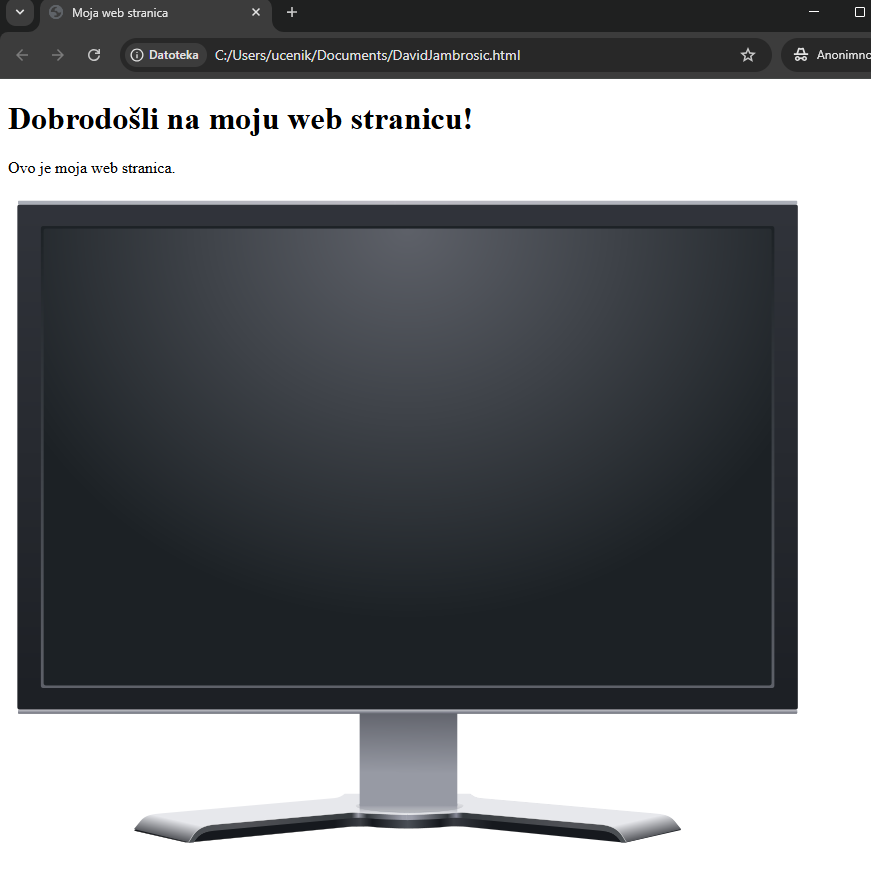 Moja web stranica
Datoteka
C:/Users/ucenik/Documents/DavidJambrosic.html
Anonimno
Dobrodošli na moju web stranicu!
Ovo je moja web stranica.